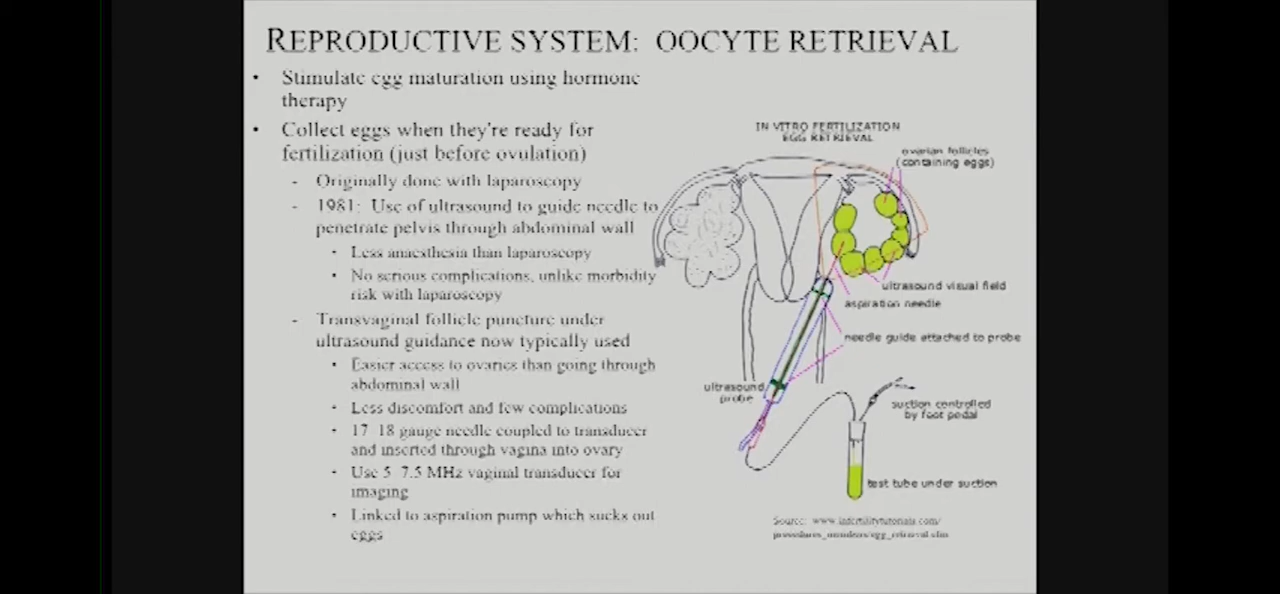 REPRODUCTIVE SYSTEM: OOCYTE RETRIEVAL
• Stimulate egg maturation using hormone
therapy
• Collect eggs when they're ready for
fertilization (just before ovulation)
- Originally done with laparoscopy
- 1981: Use of ultrasound to guide needle to
penetrate pelvis through abdominal wall
• Less anaesthesia than laparoscopy
• No serious complications, unlike morbidity
risk with laparoscopy
- Transvaginal follicle puncture under
ultrasound guidance now typically used
• Easier access to ovaries than going through
abdominal wall
• Less discomfort and few complications
• 17-18 gauge needle coupled to transducer
and inserted through vagina into ovary
• Use 5-7.5 MHz vaginal transducer for
imaging
• Linked to aspiration pump which sucks out
eggs
IN VITRO FERTILIZATION
EGG RETRIEVAL
ovarian follicles
(containing eggs)
ultrasound visual field
aspiration needle
needle guide attached to probe
ultrasound
probe
suction controlled
by foot pedal
test tube under suction
Source: www.infertilitytutorials.com/